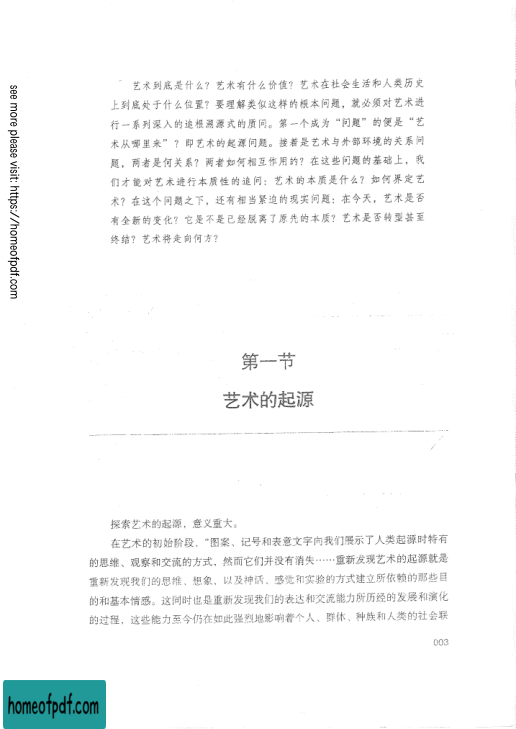 艺术到底是什么？艺术有什么价值？艺术在社会生活和人类历史
上到底处于什么位置？要理解类似这样的根本问题，就必须对艺术进
行一系列深入的追根溯源式的质问。第一个成为“问题”的便是“艺
术从哪里来”？即艺术的起源问题。接着是艺术与外部环境的关系问
题，两者是何关系？两者如何相互作用的？在这些问题的基础上，我
们才能对艺术进行本质性的追问：艺术的本质是什么？如何界定艺
术？在这个问题之下，还有相当紧迫的现实问题：在今天，艺术是否
有全新的变化？它是不是已经脱离了原先的本质？艺术是否转型甚至
终结？艺术将走向何方？
see more please visit: https://homeofpdf.com
第一节
艺术的起源
探索艺术的起源，意义重大。
在艺术的初始阶段，“图案、记号和表意文字向我们展示了人类起源时特有
的思维、观察和交流的方式，然而它们并没有消失……重新发现艺术的起源就是
重新发现我们的思维、想象，以及神话、感觉和实验的方式建立所依赖的那些目
的和基本情感。这同时也是重新发现我们的表达和交流能力所历经的发展和演化
的过程，这些能力至今仍在如此强烈地影响着个人、群体、种族和人类的社会联
003
homeofpdf.com